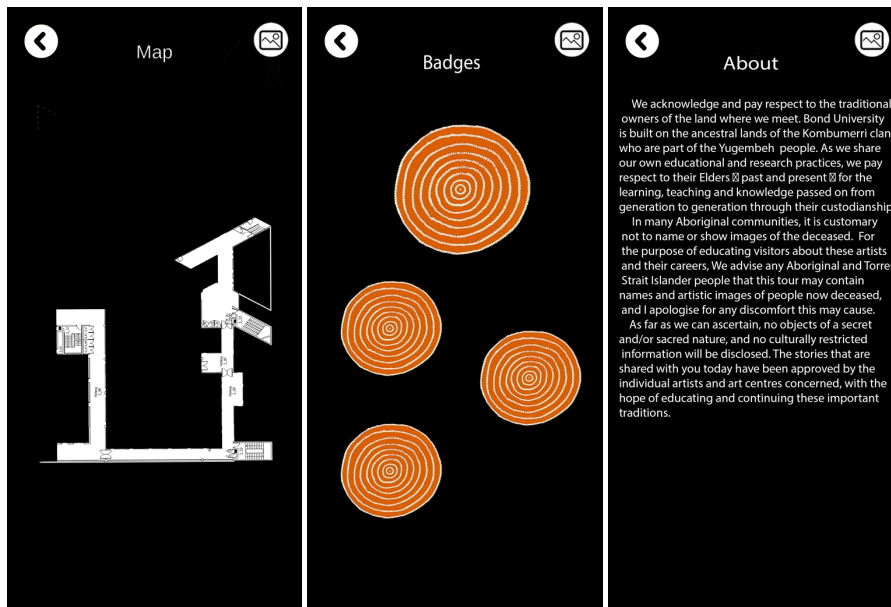 Map
Badges
About
We acknowledge and pay respect to the traditional
owners of the land where we meet. Bond University
is built on the ancestral lands of the Kombumerri clan
who are part of the Yugembeh people. As we share
our own educational and research practices, we pay
respect to their Elders ☒ past and present ☒ for the
learning, teaching and knowledge passed on from
generation to generation through their custodianship
In many Aboriginal communities, it is customary
not to name or show images of the deceased. For
the purpose of educating visitors about these artists
and their careers, We advise any Aboriginal and Torre
Strait Islander people that this tour may contain
names and artistic images of people now deceased,
and I apologise for any discomfort this may cause.
As far as we can ascertain, no objects of a secret
and/or sacred nature, and no culturally restricted
information will be disclosed. The stories that are
shared with you today have been approved by the
individual artists and art centres concerned, with the
hope of educating and continuing these important
traditions.